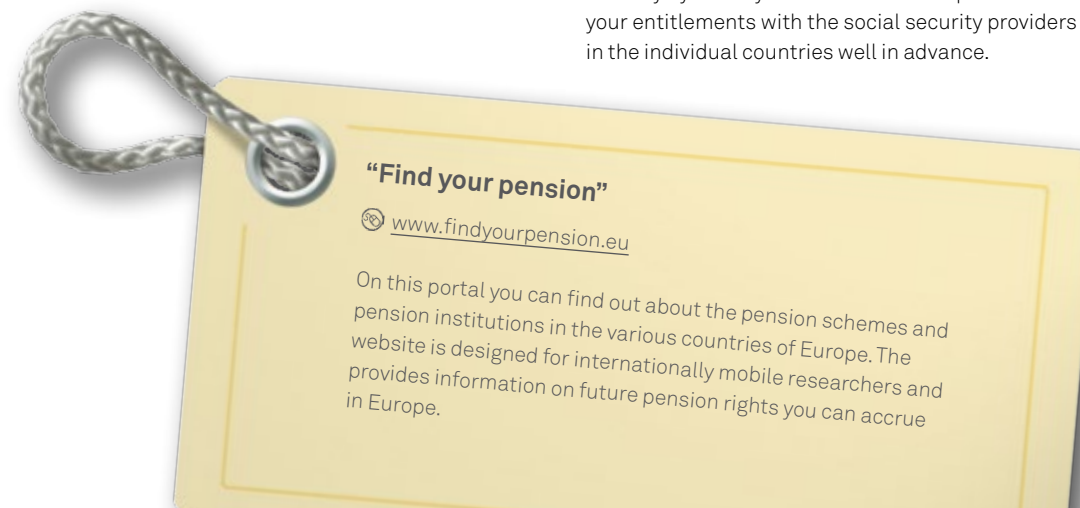 your entitlements with the social security providers
in the individual countries well in advance.
“Find your pension”
www.findyourpension.eu
On this portal you can find out about the pension schemes and
pension institutions in the various countries of Europe. The
website is designed for internationally mobile researchers and
provides information on future pension rights you can accrue
in Europe.